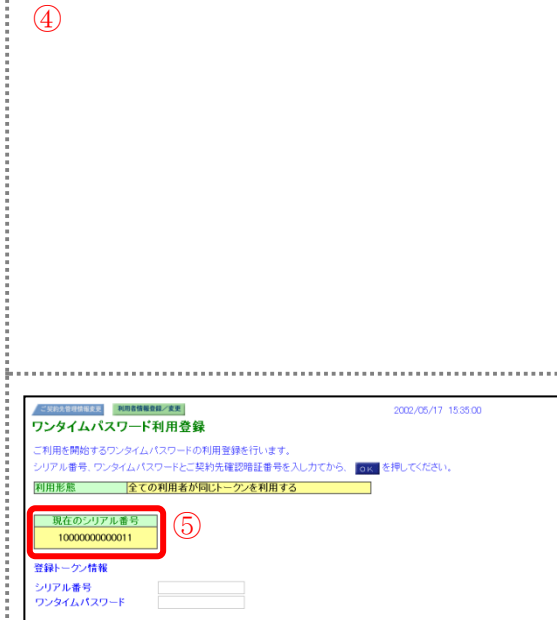 ④
ご契約先管理情報変更 利用者情報登録／変更
2002/05/17 15:35:00
ワンタイムパスワード利用登録
ご利用を開始するワンタイムパスワードの利用登録を行います。
シリアル番号、ワンタイムパスワードとご契約先確認暗証番号を入し力てから、 OK を押してください。
利用形態 全ての利用者が同じトークンを利用する
現在のシリアル番号 ⑤
10000000000011
登録トークン情報
シリアル番号
ワンタイムパスワード